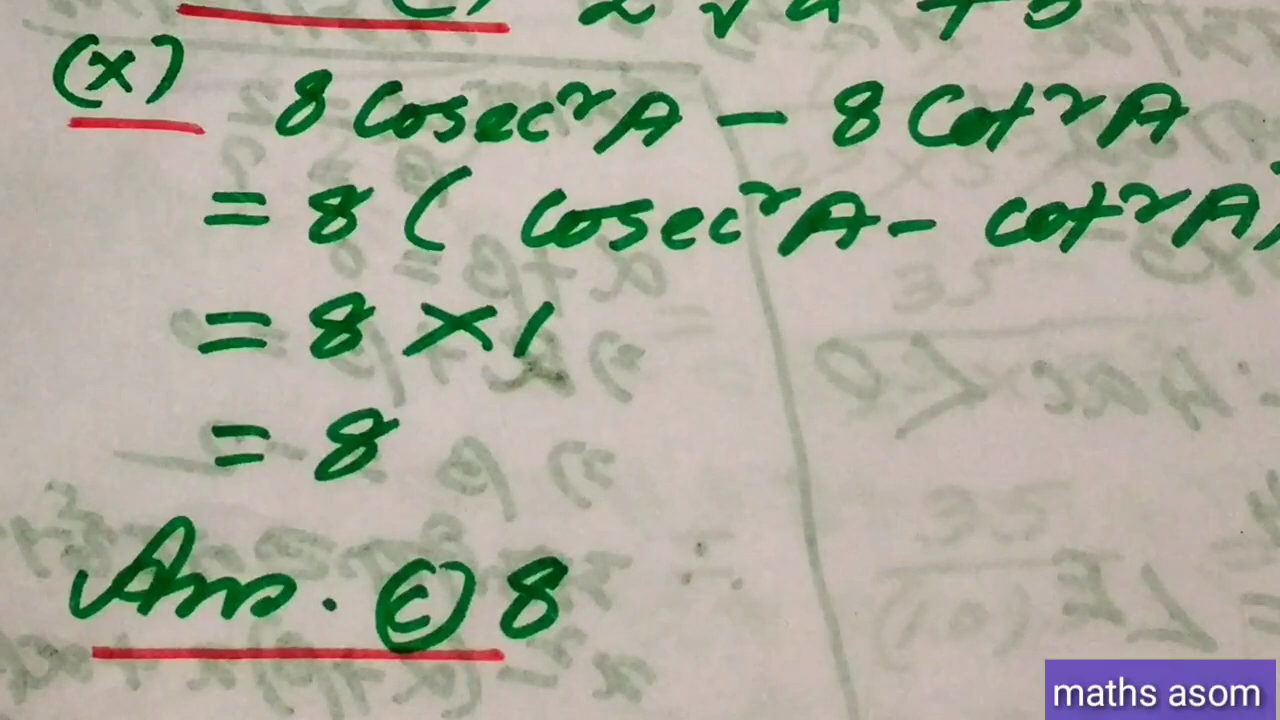 (x) 8 Cosec²A - 8 Cot²A
= 8 ( cosec²A - cot²A)
= 8 × 1
= 8
Ans. (c) 8
maths asom